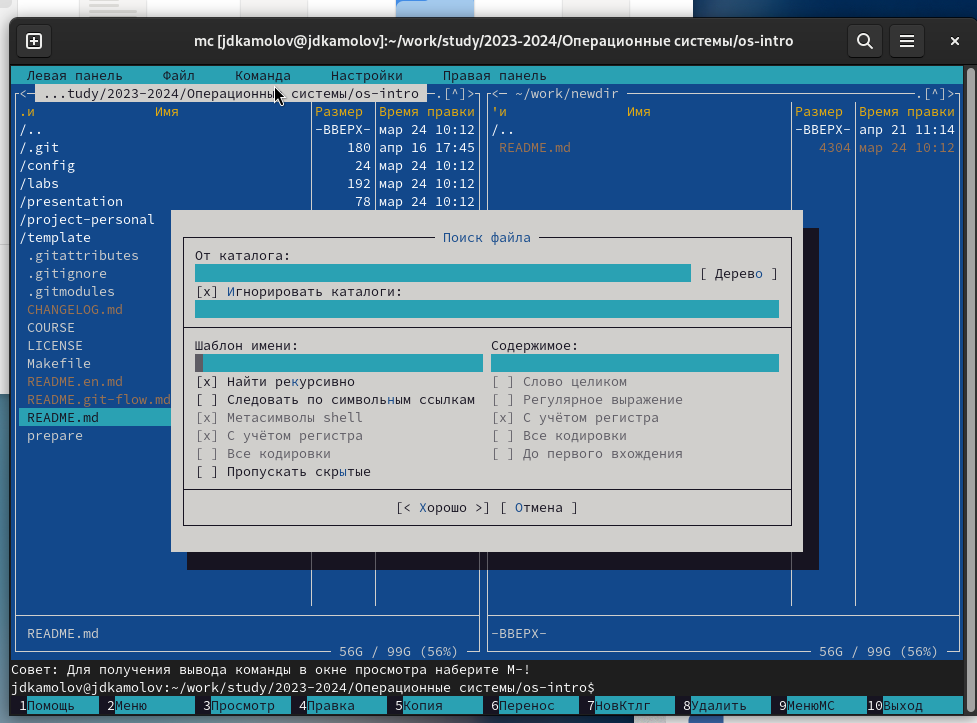 mc [jdkamolov@jdkamolov]:~/work/study/2023-2024/Операционные системы/os-intro
Левая панель Файл Команда Настройки Правая панель
<─ ...tudy/2023-2024/Операционные системы/os-intro ─.[^]>
<─ ~/work/newdir .[^]>
.и Имя Размер Время правки
'и Имя Размер Время правки
/.. -ВВЕРХ- мар 24 10:12
/.. -ВВЕРХ- апр 21 11:14
/.git 180 апр 16 17:45
README.md 4304 мар 24 10:12
/config 24 мар 24 10:12
/labs 192 мар 24 10:12
/presentation 78 мар 24 10:12
/project-personal
/template
.gitattributes
.gitignore
.gitmodules
CHANGELOG.md
COURSE
LICENSE
Makefile
README.en.md
README.git-flow.md
README.md
prepare
Поиск файла
От каталога:
[ Дерево ]
[x] Игнорировать каталоги:
Шаблон имени: Содержимое:
[x] Найти рекурсивно [ ] Слово целиком
[ ] Следовать по символьным ссылкам [ ] Регулярное выражение
[x] Метасимволы shell [x] С учётом регистра
[x] С учётом регистра [ ] Все кодировки
[ ] Все кодировки [ ] До первого вхождения
[ ] Пропускать скрытые
[< Хорошо >] [ Отмена ]
README.md -ВВЕРХ-
56G / 99G (56%) 56G / 99G (56%)
Совет: Для получения вывода команды в окне просмотра наберите M-!
jdkamolov@jdkamolov:~/work/study/2023-2024/Операционные системы/os-intro$
1Помощь 2Меню 3Просмотр 4Правка 5Копия 6Перенос 7НовКтлг 8Удалить 9МенюМС 10Выход